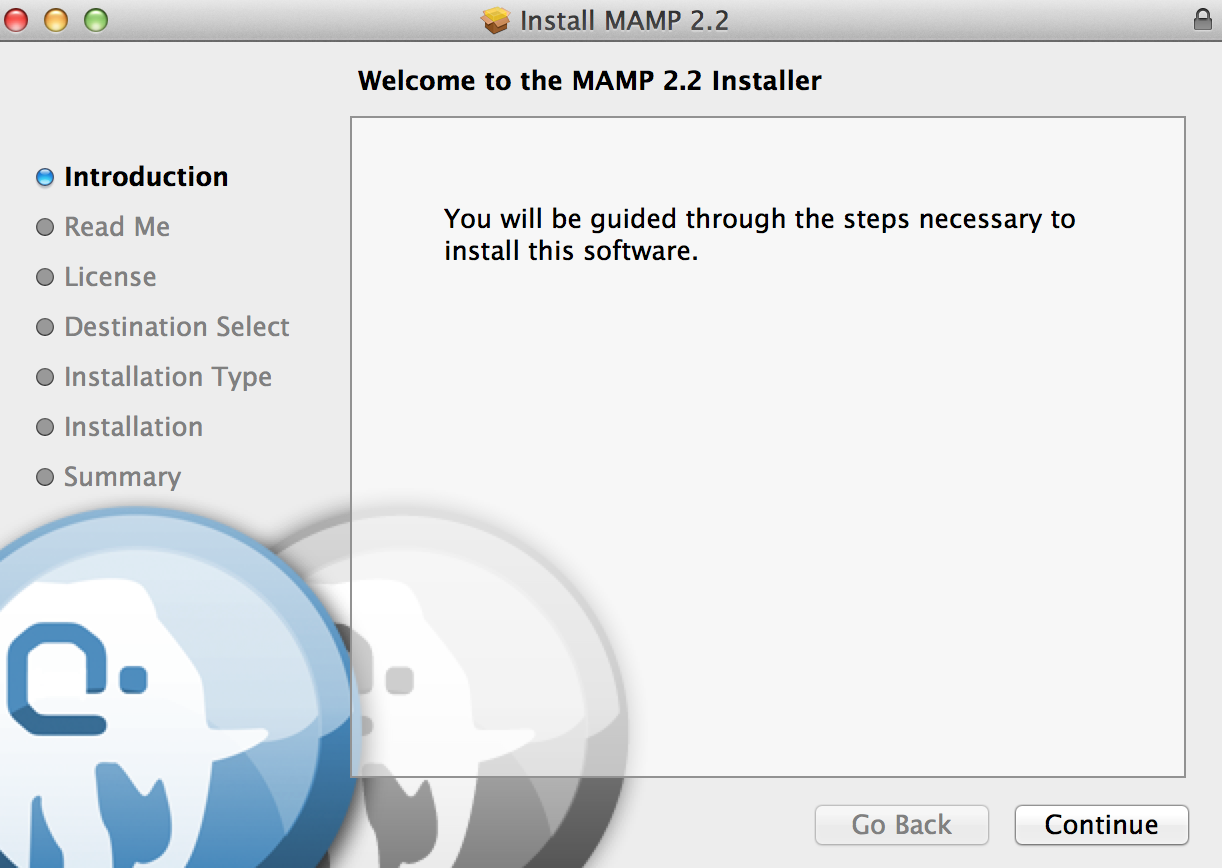 Install MAMP 2.2
Welcome to the MAMP 2.2 Installer
Introduction
Read Me
License
Destination Select
Installation Type
Installation
Summary
You will be guided through the steps necessary to
install this software.
Go Back
Continue